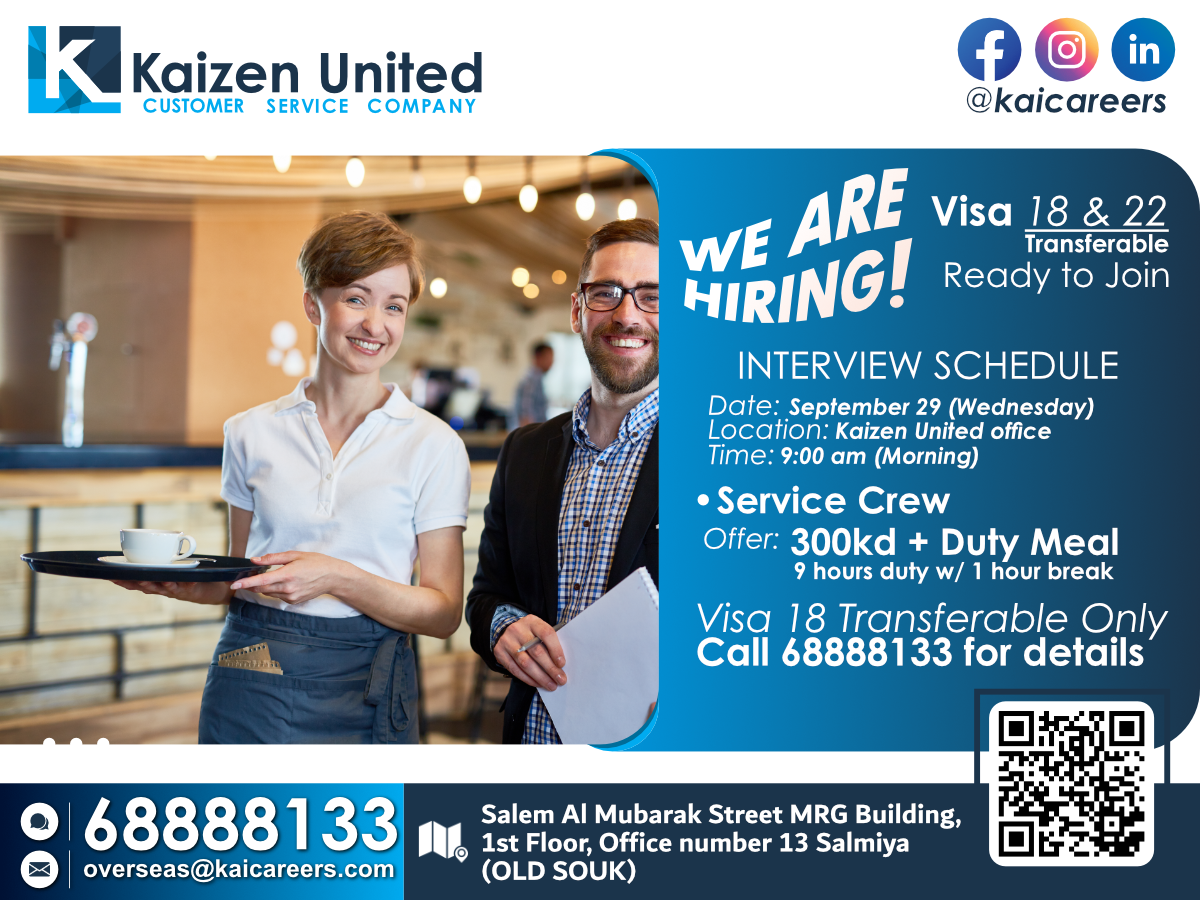 K
Kaizen United
CUSTOMER SERVICE COMPANY
f
in
@kaicareers
WE ARE
HIRING!
Visa 18 & 22
Transferable
Ready to Join
INTERVIEW SCHEDULE
Date: September 29 (Wednesday)
Location: Kaizen United office
Time: 9:00 am (Morning)
• Service Crew
Offer: 300kd + Duty Meal
9 hours duty w/ 1 hour break
Visa 18 Transferable Only
Call 68888133 for details
68888133
overseas@kaicareers.com
Salem Al Mubarak Street MRG Building,
1st Floor, Office number 13 Salmiya
(OLD SOUK)